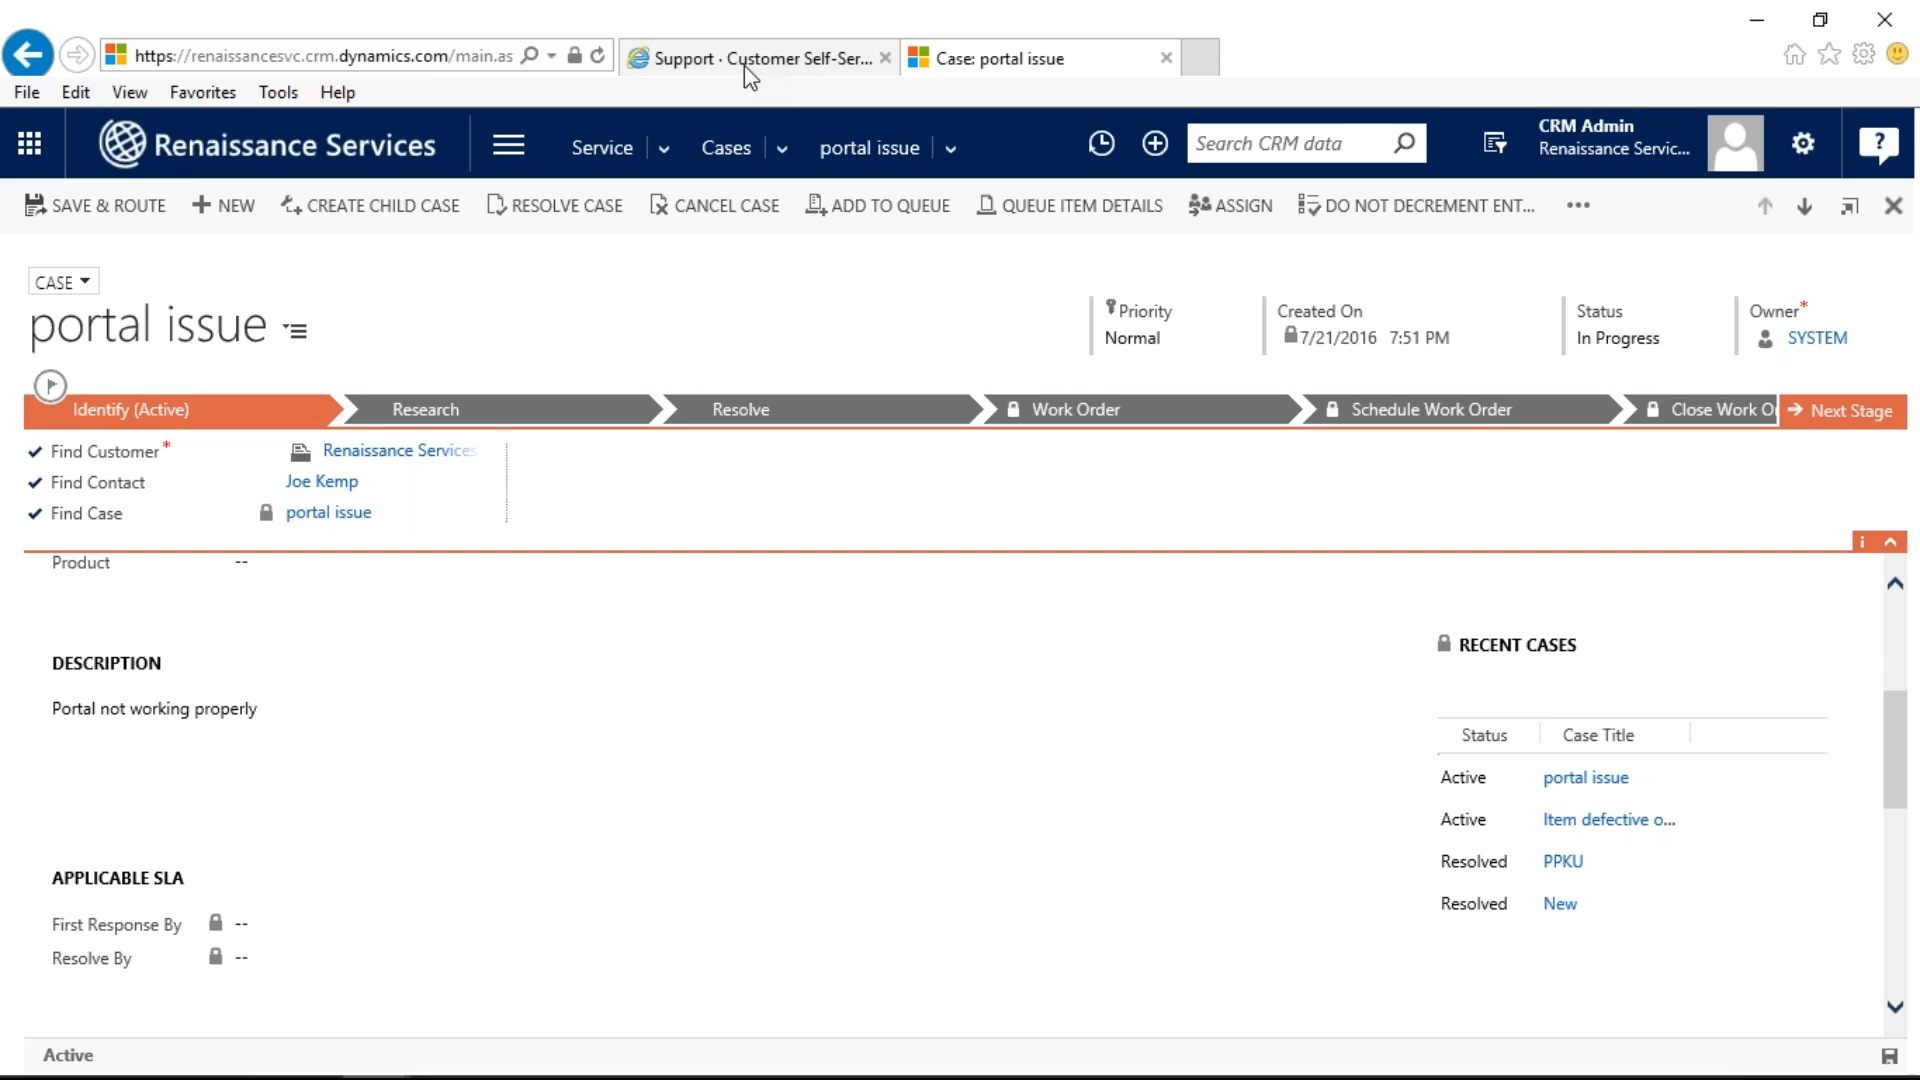 https://renaissancesvc.crm.dynamics.com/main.as
Support · Customer Self-Ser...
Case: portal issue
File Edit View Favorites Tools Help
Renaissance Services
Service
Cases
portal issue
Search CRM data
CRM Admin
Renaissance Servic...
?
SAVE & ROUTE
NEW
CREATE CHILD CASE
RESOLVE CASE
CANCEL CASE
ADD TO QUEUE
QUEUE ITEM DETAILS
ASSIGN
DO NOT DECREMENT ENT...
CASE
portal issue
Priority
Normal
Created On
7/21/2016 7:51 PM
Status
In Progress
Owner*
SYSTEM
Identify (Active)
Research
Resolve
Work Order
Schedule Work Order
Close Work O
Next Stage
Find Customer* Renaissance Services
Find Contact Joe Kemp
Find Case portal issue
Product --
DESCRIPTION
Portal not working properly
APPLICABLE SLA
First Response By --
Resolve By --
RECENT CASES
Status Case Title
Active portal issue
Active Item defective o...
Resolved PPKU
Resolved New
Active